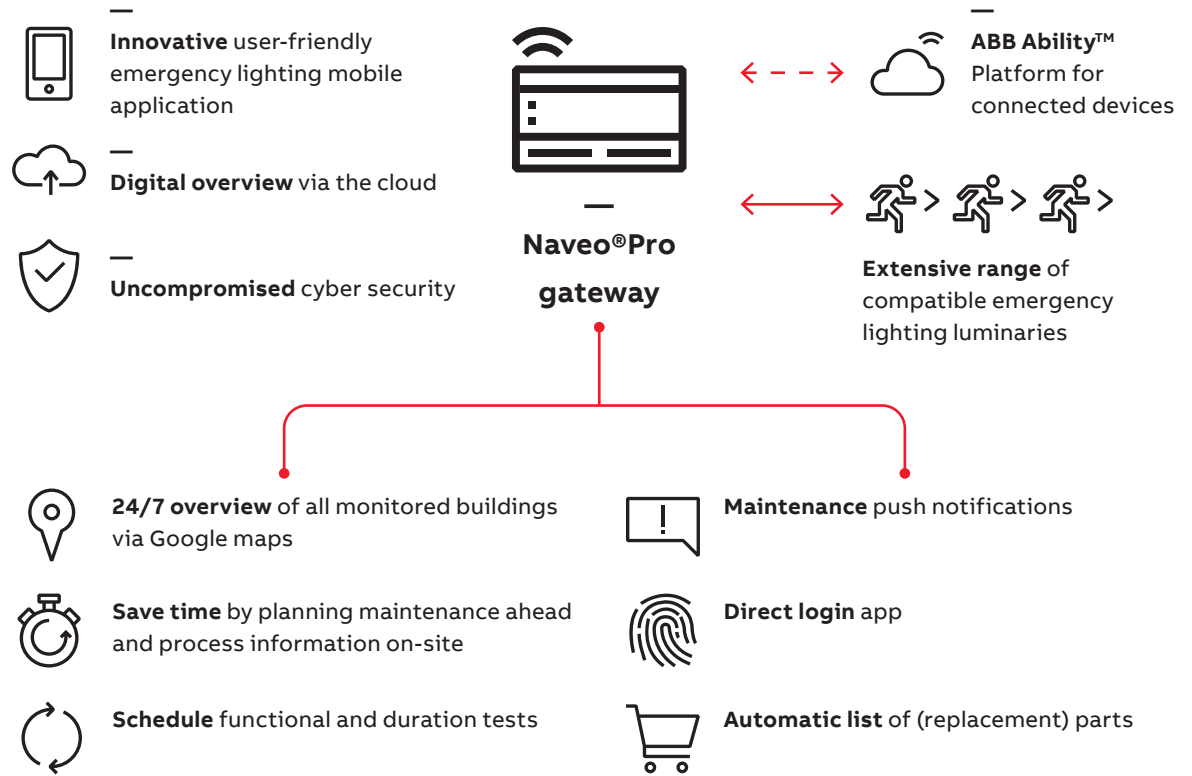 Innovative user-friendly
emergency lighting mobile
application
Digital overview via the cloud
Uncompromised cyber security
Naveo®Pro
gateway
ABB Ability™
Platform for
connected devices
Extensive range of
compatible emergency
lighting luminaries
24/7 overview of all monitored buildings
via Google maps
Save time by planning maintenance ahead
and process information on-site
Schedule functional and duration tests
!
Maintenance push notifications
Direct login app
Automatic list of (replacement) parts